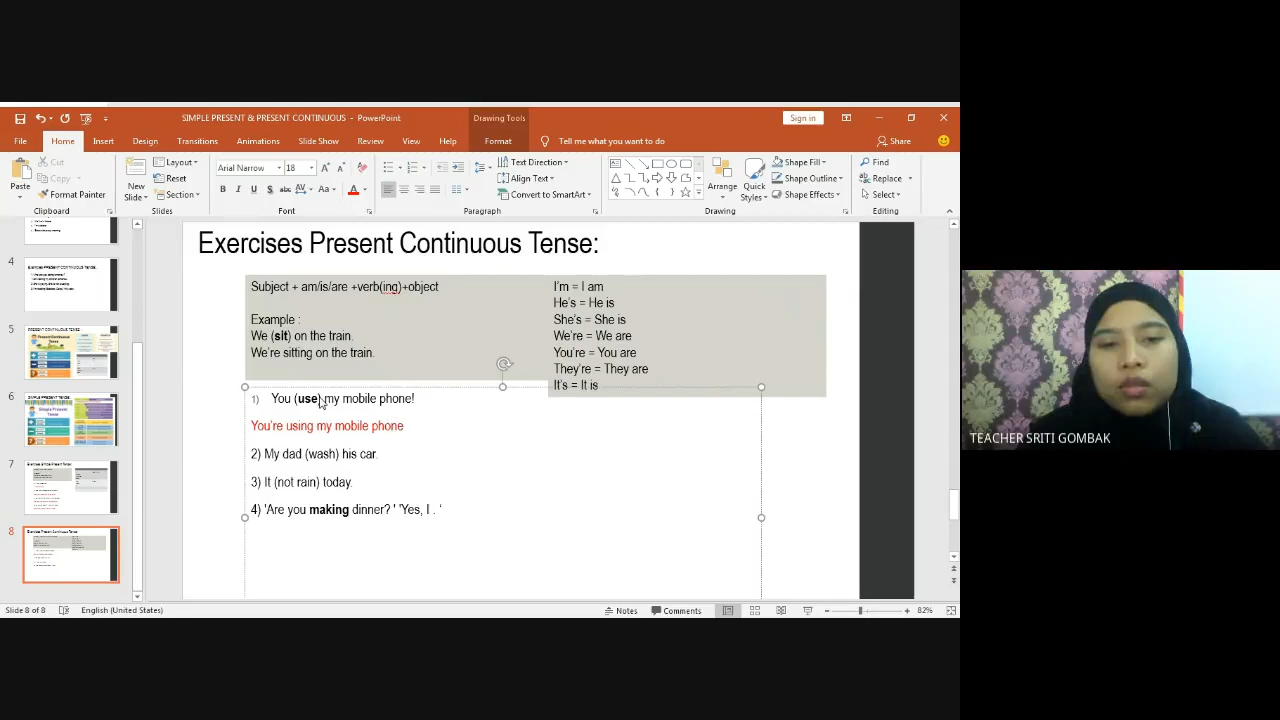 SIMPLE PRESENT & PRESENT CONTINUOUS - PowerPoint
Drawing Tools
Sign in
File Home Insert Design Transitions Animations Slide Show Review View Help Format Tell me what you want to do Share
Paste
Cut
Copy
Format Painter
Clipboard
New Slide
Layout
Reset
Section
Slides
Arial Narrow 18
Font
Text Direction
Align Text
Convert to SmartArt
Paragraph
Arrange
Quick Styles
Shape Fill
Shape Outline
Shape Effects
Drawing
Find
Replace
Select
Editing
4
5
6
7
8
Exercises Present Continuous Tense:
Subject + am/is/are +verb(ing)+object
Example :
We (sit) on the train.
We're sitting on the train.
I'm = I am
He's = He is
She's = She is
We're = We are
You're = You are
They're = They are
It's = It is
1) You (use) my mobile phone!
You're using my mobile phone
2) My dad (wash) his car.
3) It (not rain) today.
4) 'Are you making dinner? ' 'Yes, I . ‘
Slide 8 of 8 English (United States) Notes Comments 82%
TEACHER SRITI GOMBAK